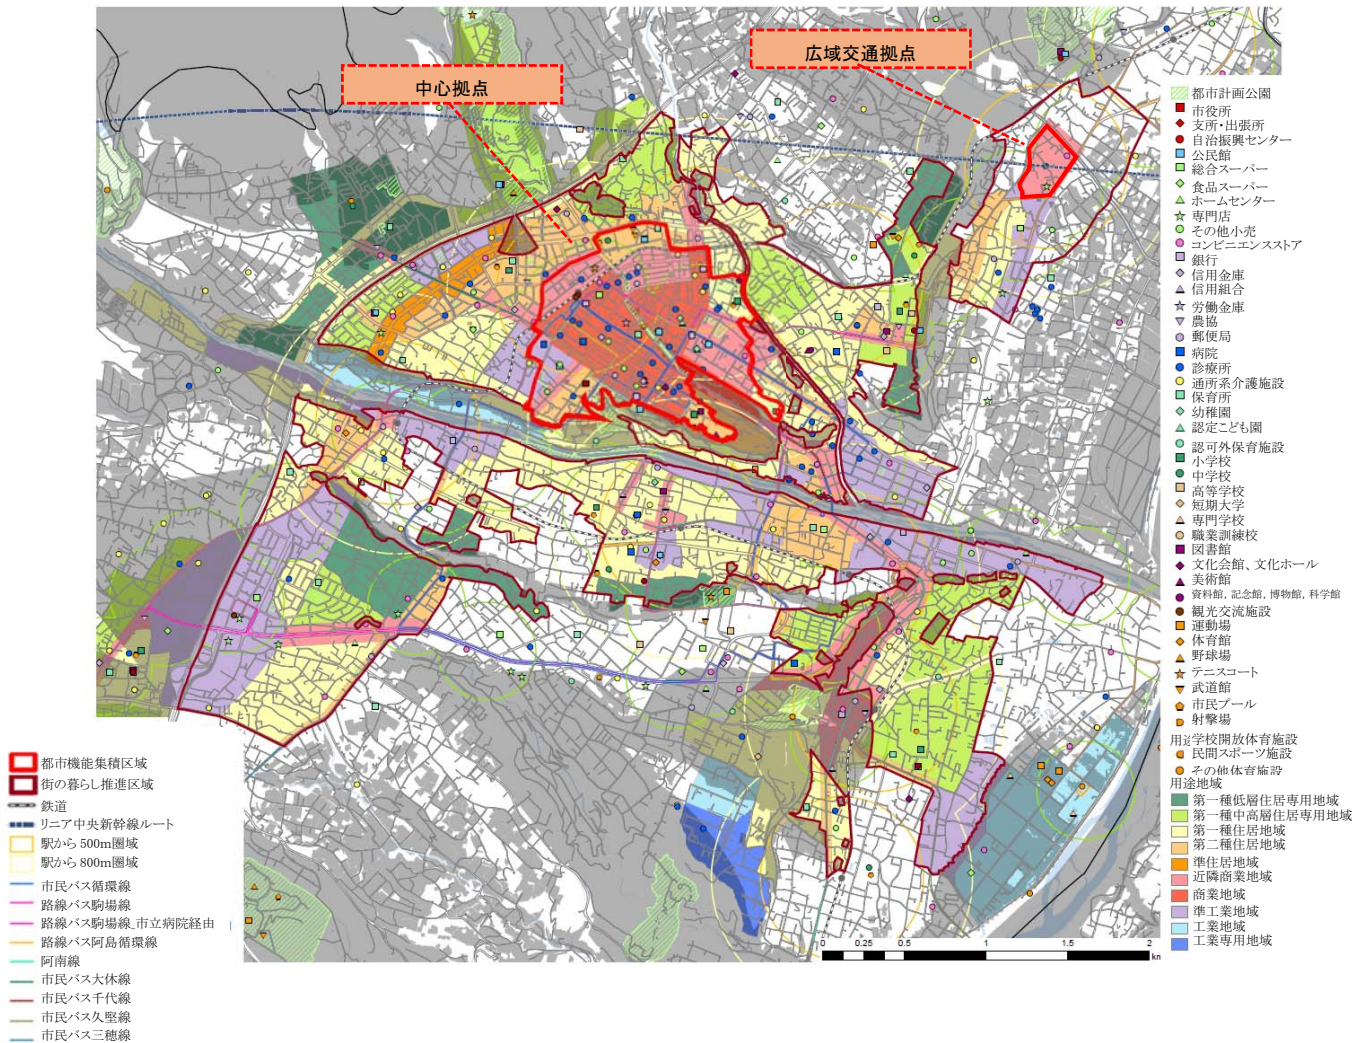 広域交通拠点
中心拠点
都市計画公園
市役所
支所・出張所
自治振興センター
公民館
総合スーパー
食品スーパー
ホームセンター
専門店
その他小売
コンビニエンスストア
銀行
信用金庫
信用組合
労働金庫
農協
郵便局
病院
診療所
通所系介護施設
保育所
幼稚園
認定こども園
認可外保育施設
小学校
中学校
高等学校
短期大学
専門学校
職業訓練校
図書館
文化会館、文化ホール
美術館
資料館, 記念館, 博物館, 科学館
観光交流施設
運動場
体育館
野球場
テニスコート
武道館
市民プール
射撃場
学校開放体育施設
民間スポーツ施設
その他体育施設
用途地域
第一種低層住居専用地域
第一種中高層住居専用地域
第一種住居地域
第二種住居地域
準住居地域
近隣商業地域
商業地域
準工業地域
工業地域
工業専用地域
都市機能集積区域
街の暮らし推進区域
鉄道
リニア中央新幹線ルート
駅から500m圏域
駅から800m圏域
市民バス循環線
路線バス駒場線
路線バス駒場線_市立病院経由
路線バス阿島循環線
阿南線
市民バス大休線
市民バス千代線
市民バス久堅線
市民バス三穂線
0 0.25 0.5 1 1.5 2
km